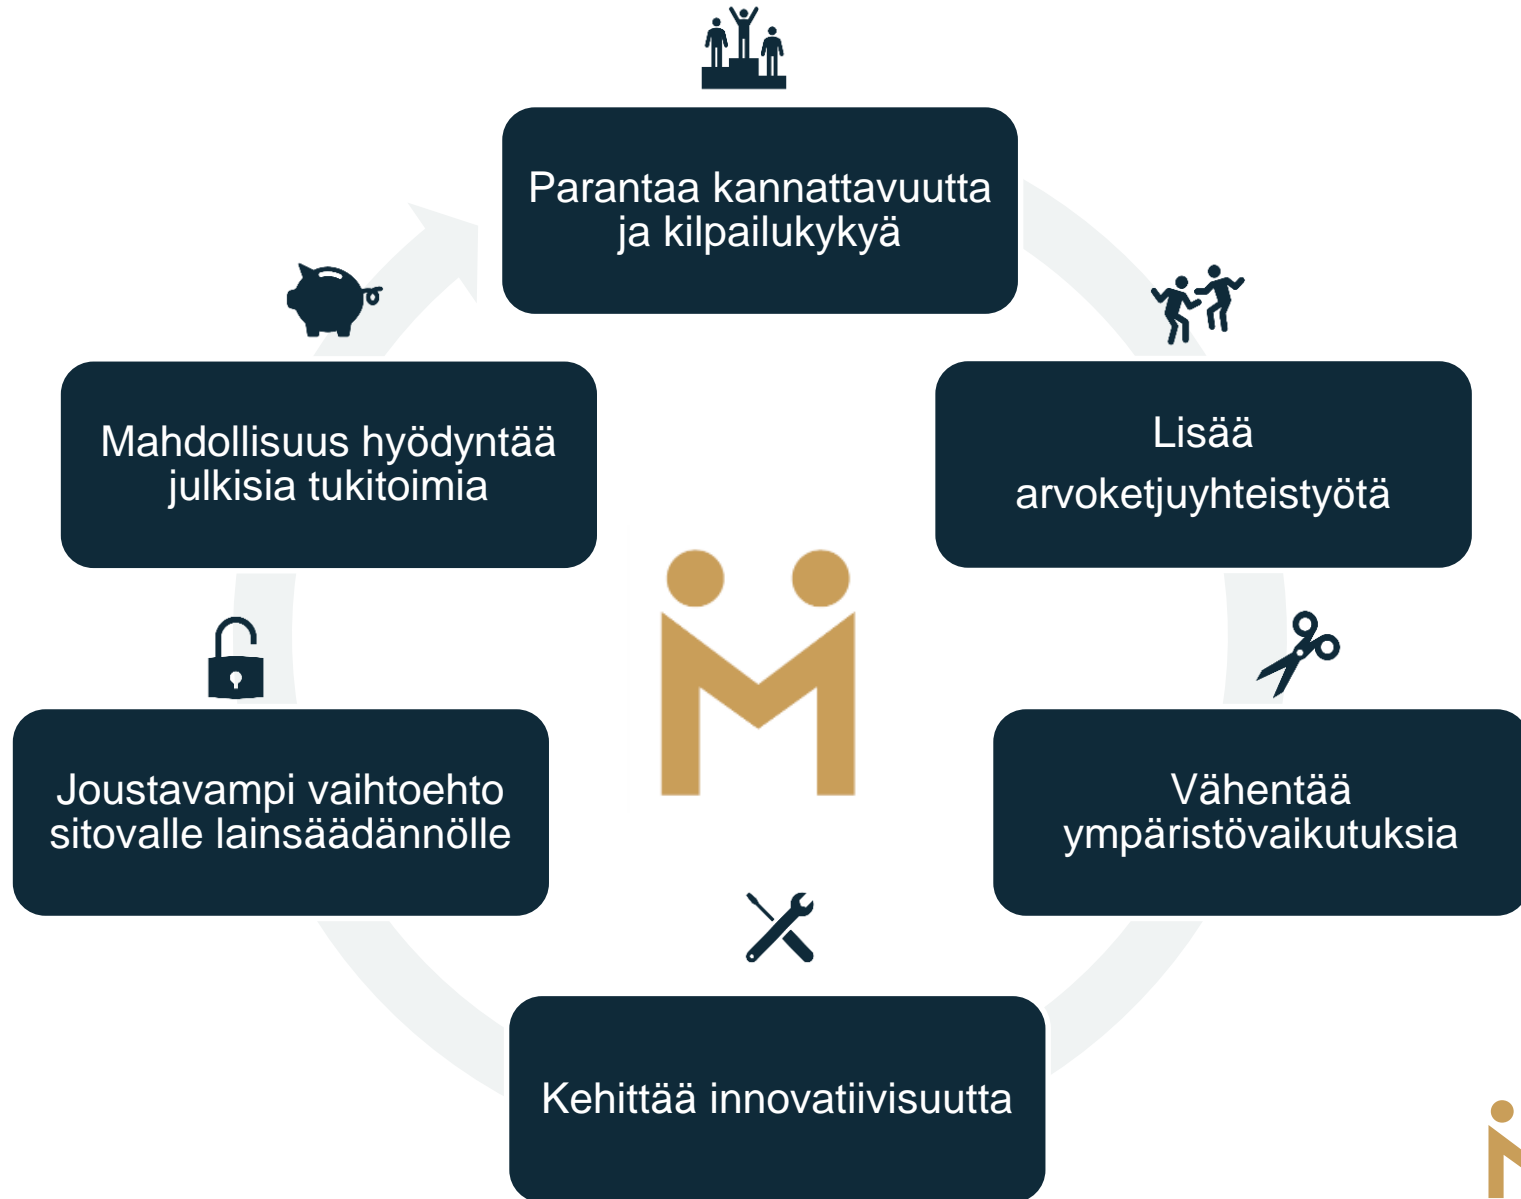 Parantaa kannattavuutta
ja kilpailukykyä
Lisää
arvoketjuyhteistyötä
Vähentää
ympäristövaikutuksia
Kehittää innovatiivisuutta
Joustavampi vaihtoehto
sitovalle lainsäädännölle
Mahdollisuus hyödyntää
julkisia tukitoimia